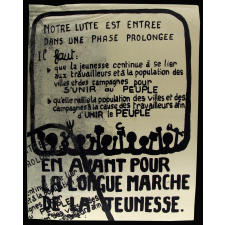 NOTRE LUTTE EST ENTREE
DANS UNE PHASE PROLONGEE
Il faut:
que la jeunesse continue à se lier
aux travailleurs et à la population des
villes et des campagnes pour
S'UNIR AU PEUPLE
qu'elle rallie la population des villes et des
campagnes à la cause des travailleurs afin
d'UNIR LE PEUPLE
EN AVANT POUR
LA LONGUE MARCHE
DE LA JEUNESSE.